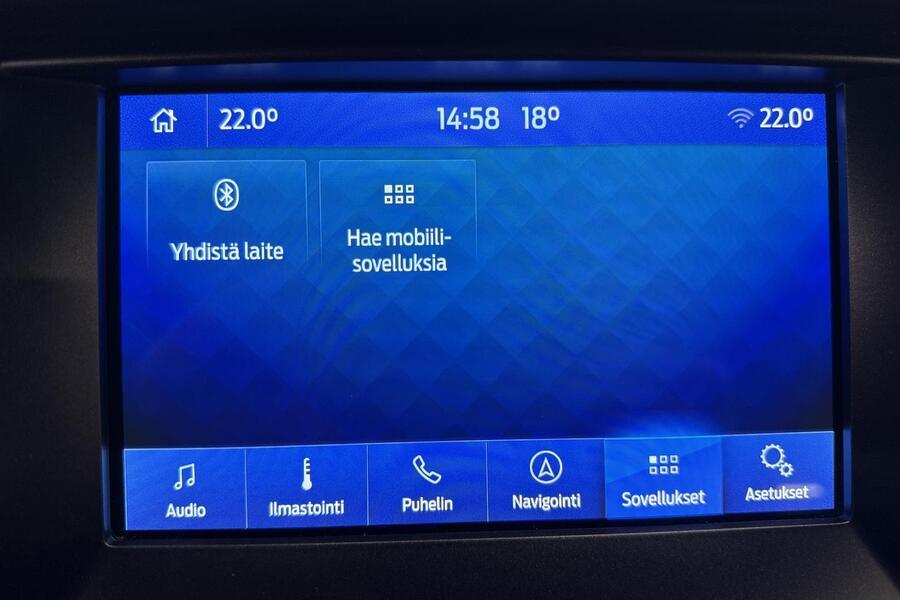 22.0º 14:58 18º 22.0º
Yhdistä laite
Hae mobiili-
sovelluksia
Audio Ilmastointi Puhelin Navigointi Sovellukset Asetukset